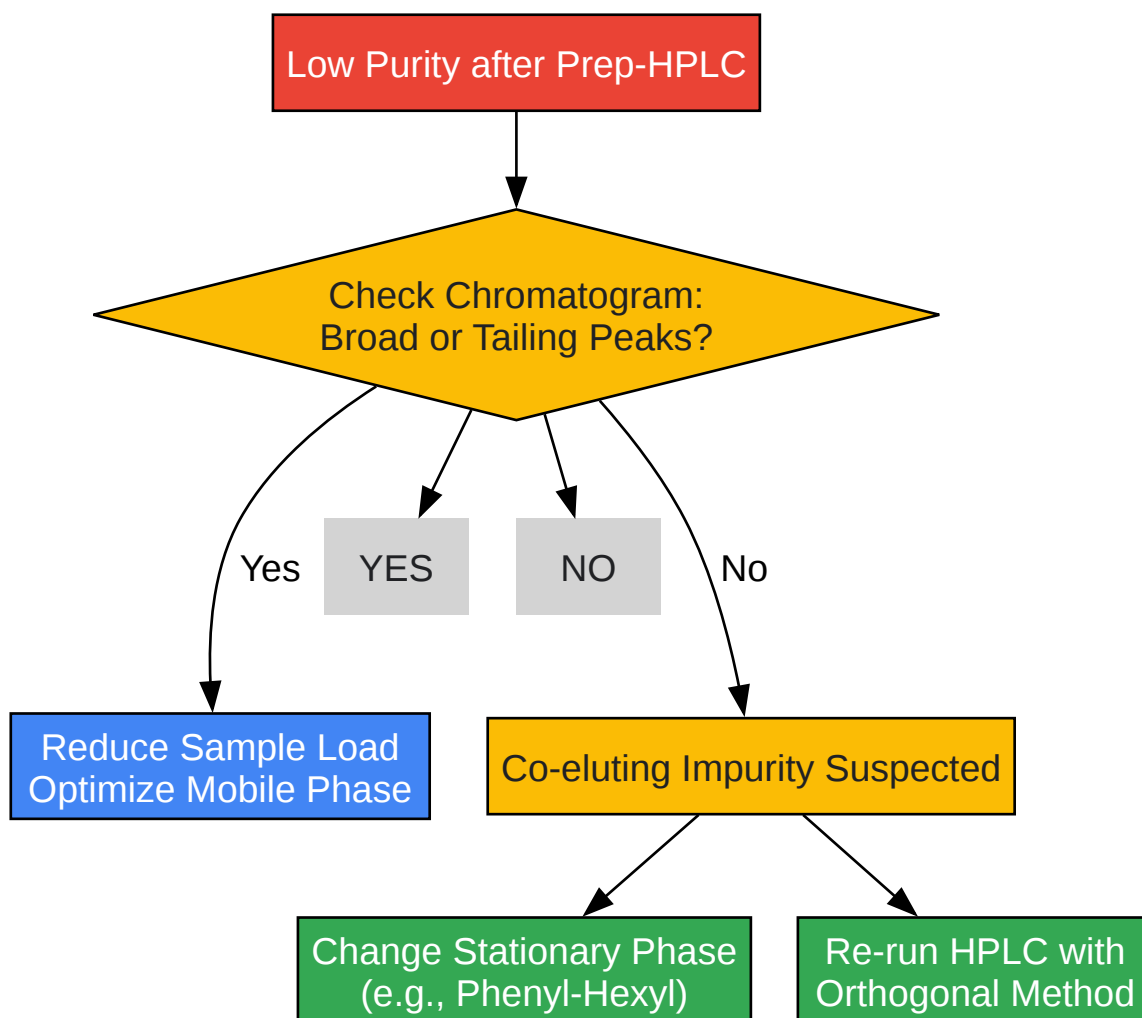 Low Purity after Prep-HPLC
Check Chromatogram:
Broad or Tailing Peaks?
Yes
YES
NO
No
Reduce Sample Load
Optimize Mobile Phase
Co-eluting Impurity Suspected
Change Stationary Phase
(e.g., Phenyl-Hexyl)
Re-run HPLC with
Orthogonal Method